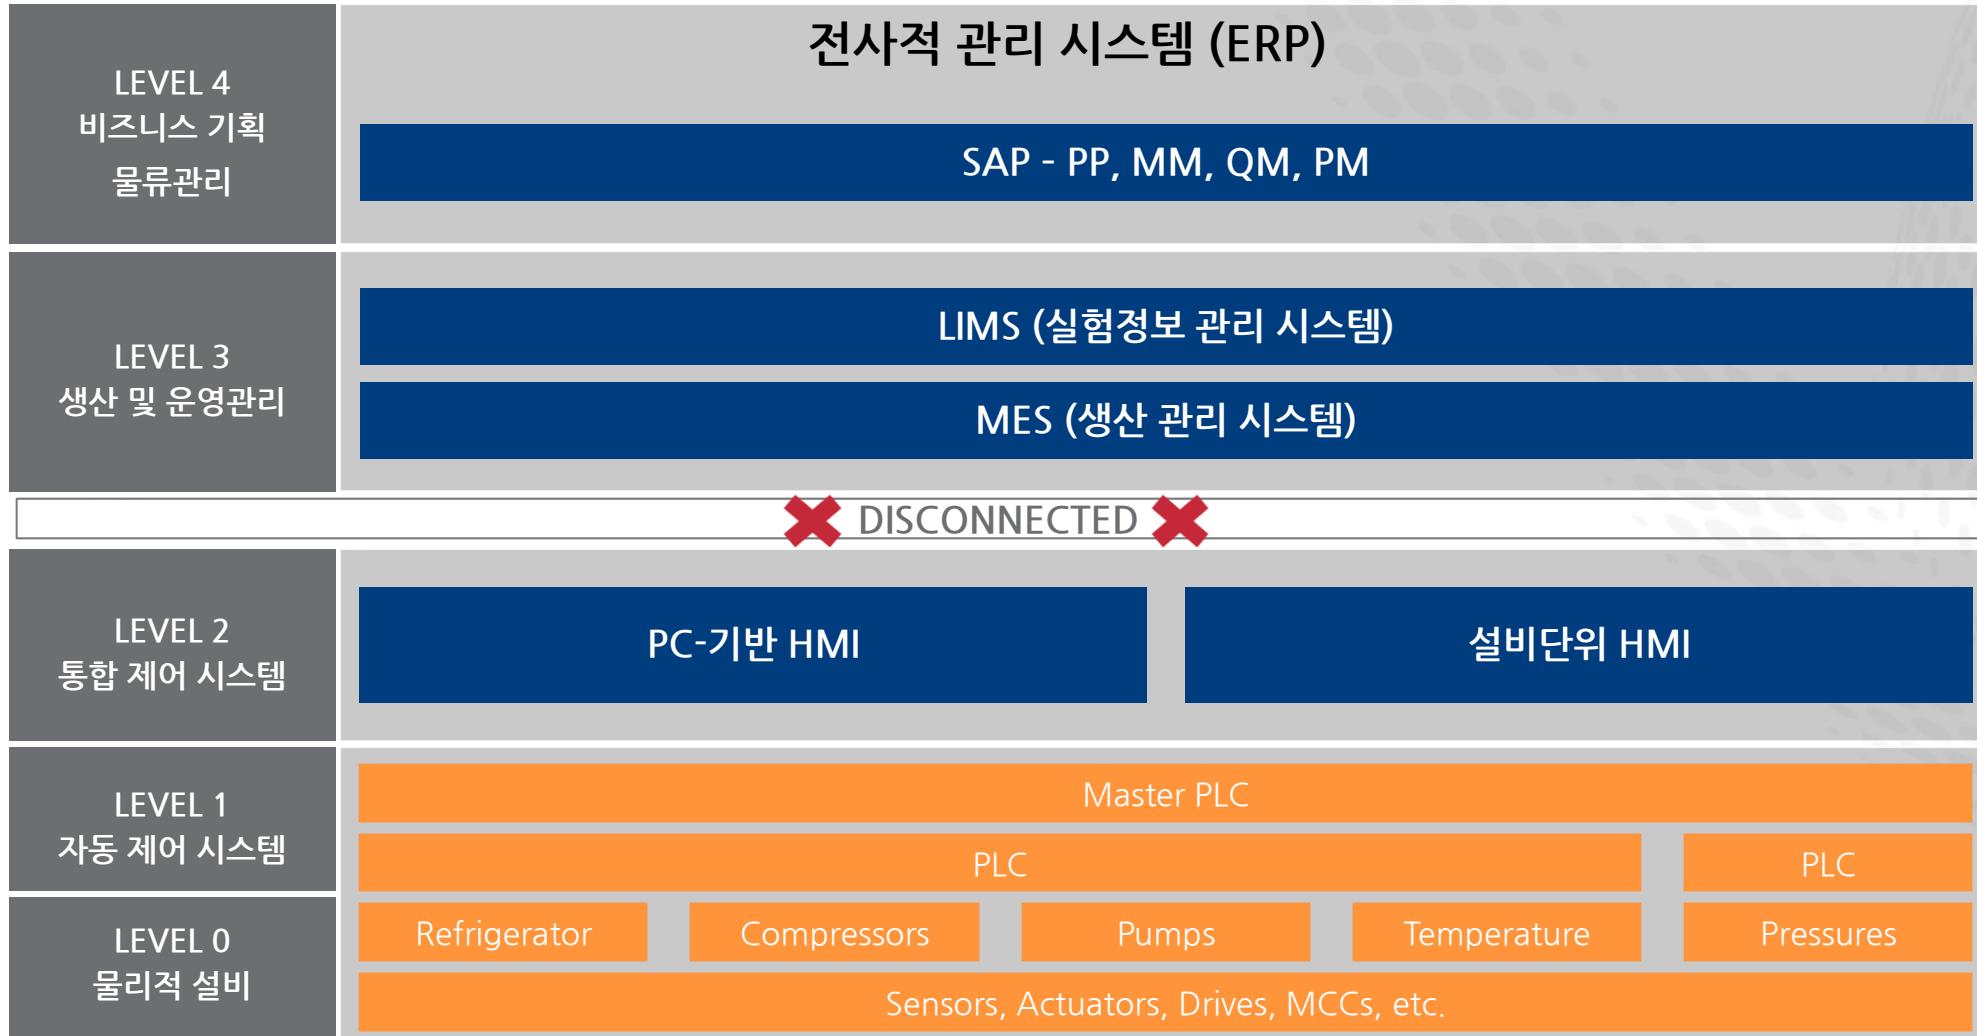 LEVEL 4
비즈니스 기획
물류관리
전사적 관리 시스템 (ERP)
SAP - PP, MM, QM, PM
LEVEL 3
생산 및 운영관리
LIMS (실험정보 관리 시스템)
MES (생산 관리 시스템)
DISCONNECTED
LEVEL 2
통합 제어 시스템
PC-기반 HMI
설비단위 HMI
LEVEL 1
자동 제어 시스템
Master PLC
PLC
PLC
LEVEL 0
물리적 설비
Refrigerator
Compressors
Pumps
Temperature
Pressures
Sensors, Actuators, Drives, MCCs, etc.